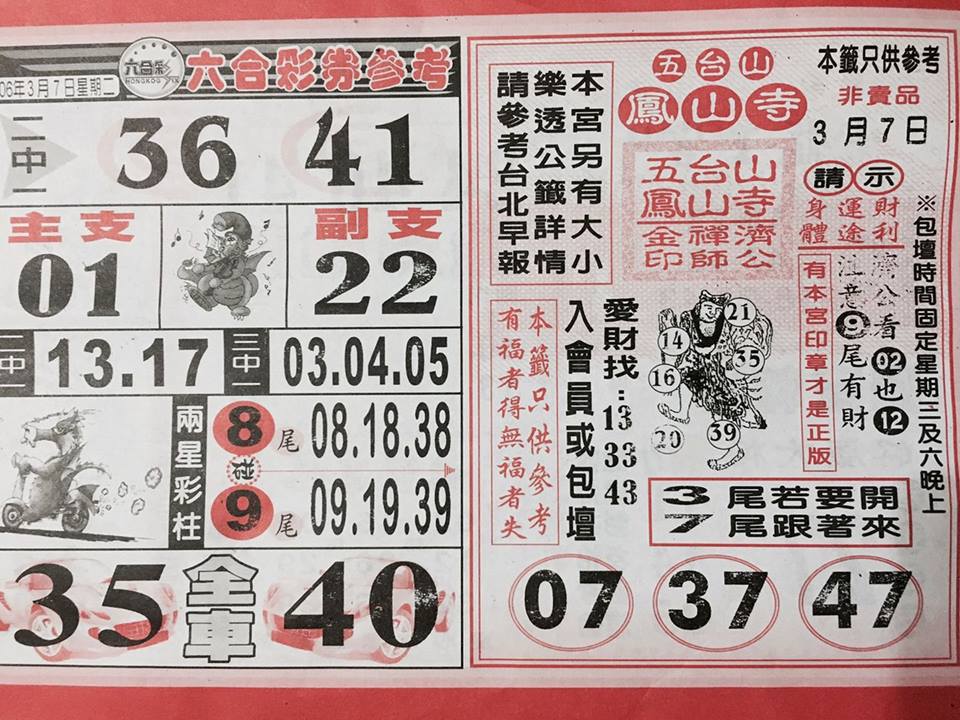 六合彩
HONGKONG
六合彩券參考
06年3月7日星期二
二中一
36 41
主支
01
副支
22
二中一
13.17
三中一
03.04.05
兩星彩柱
8尾 08.18.38
碰
9尾 09.19.39
35 全車 40
本宮另有大小
樂透公籤詳情
請參考台北早報
五台山
鳳山寺
五台山
鳳山寺
金禪濟
印師公
本籤只供參考
非賣品
3月7日
請示
財利
運途
身體
濟公看02也12
注意9尾有財
有本宮印章才是正版
※包壇時間固定星期三及六晚上
愛財找:13 33 43
入會員或包壇
本籤只供參考
有福者得無福者失
21
14
35
16
20
39
3尾若要開
7尾跟著來
07 37 47